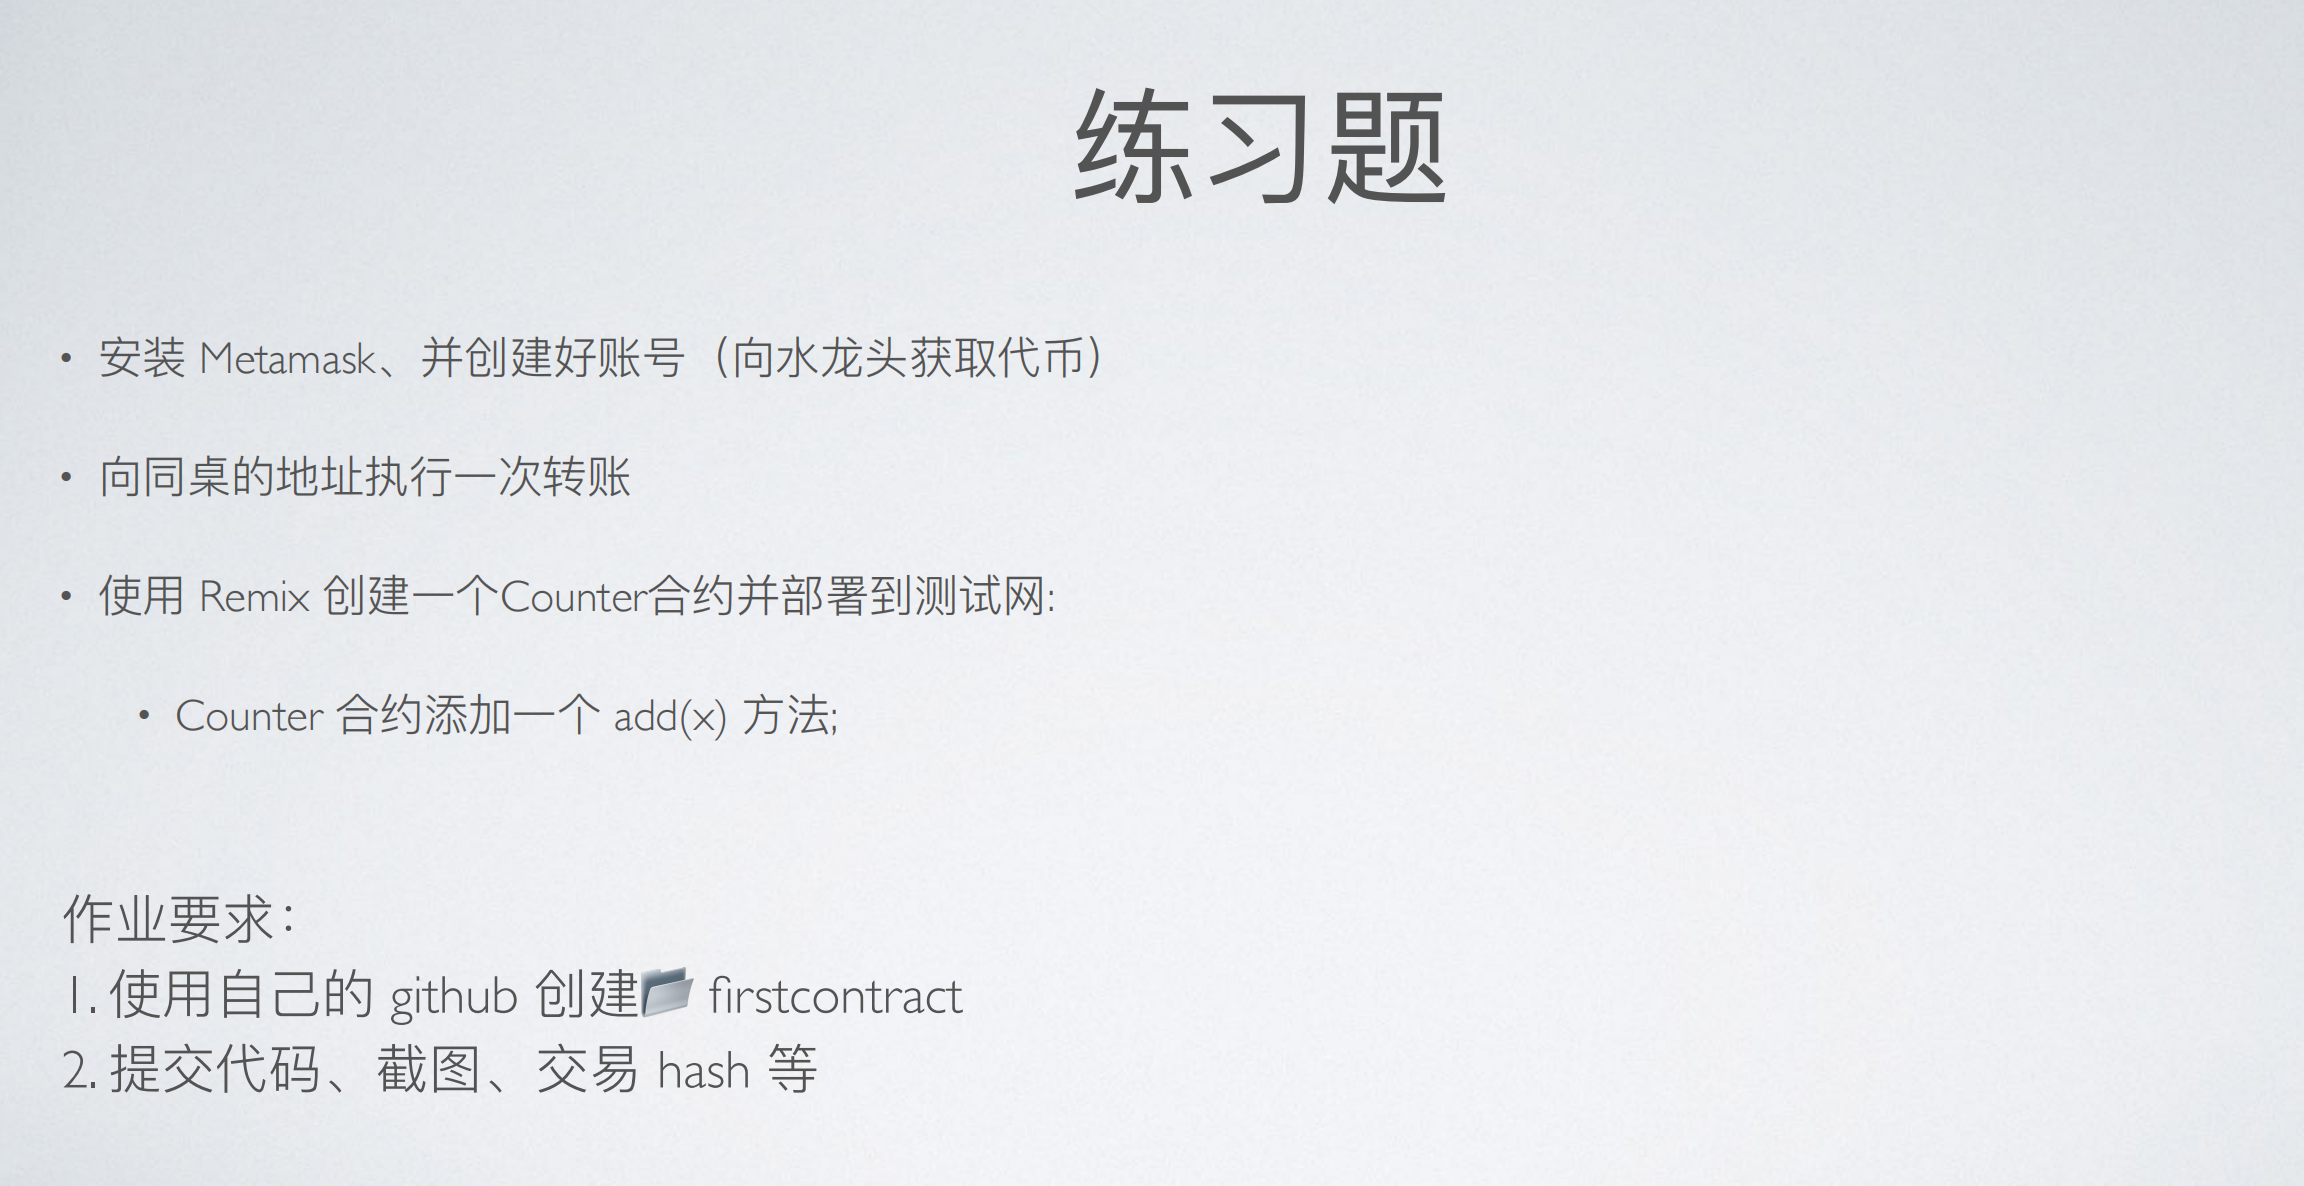 练习题
• 安装 Metamask、并创建好账号（向水龙头获取代币）
• 向同桌的地址执行一次转账
• 使用 Remix 创建一个Counter合约并部署到测试网:
• Counter 合约添加一个 add(x) 方法;
作业要求：
1. 使用自己的 github 创建📂 firstcontract
2. 提交代码、截图、交易 hash 等